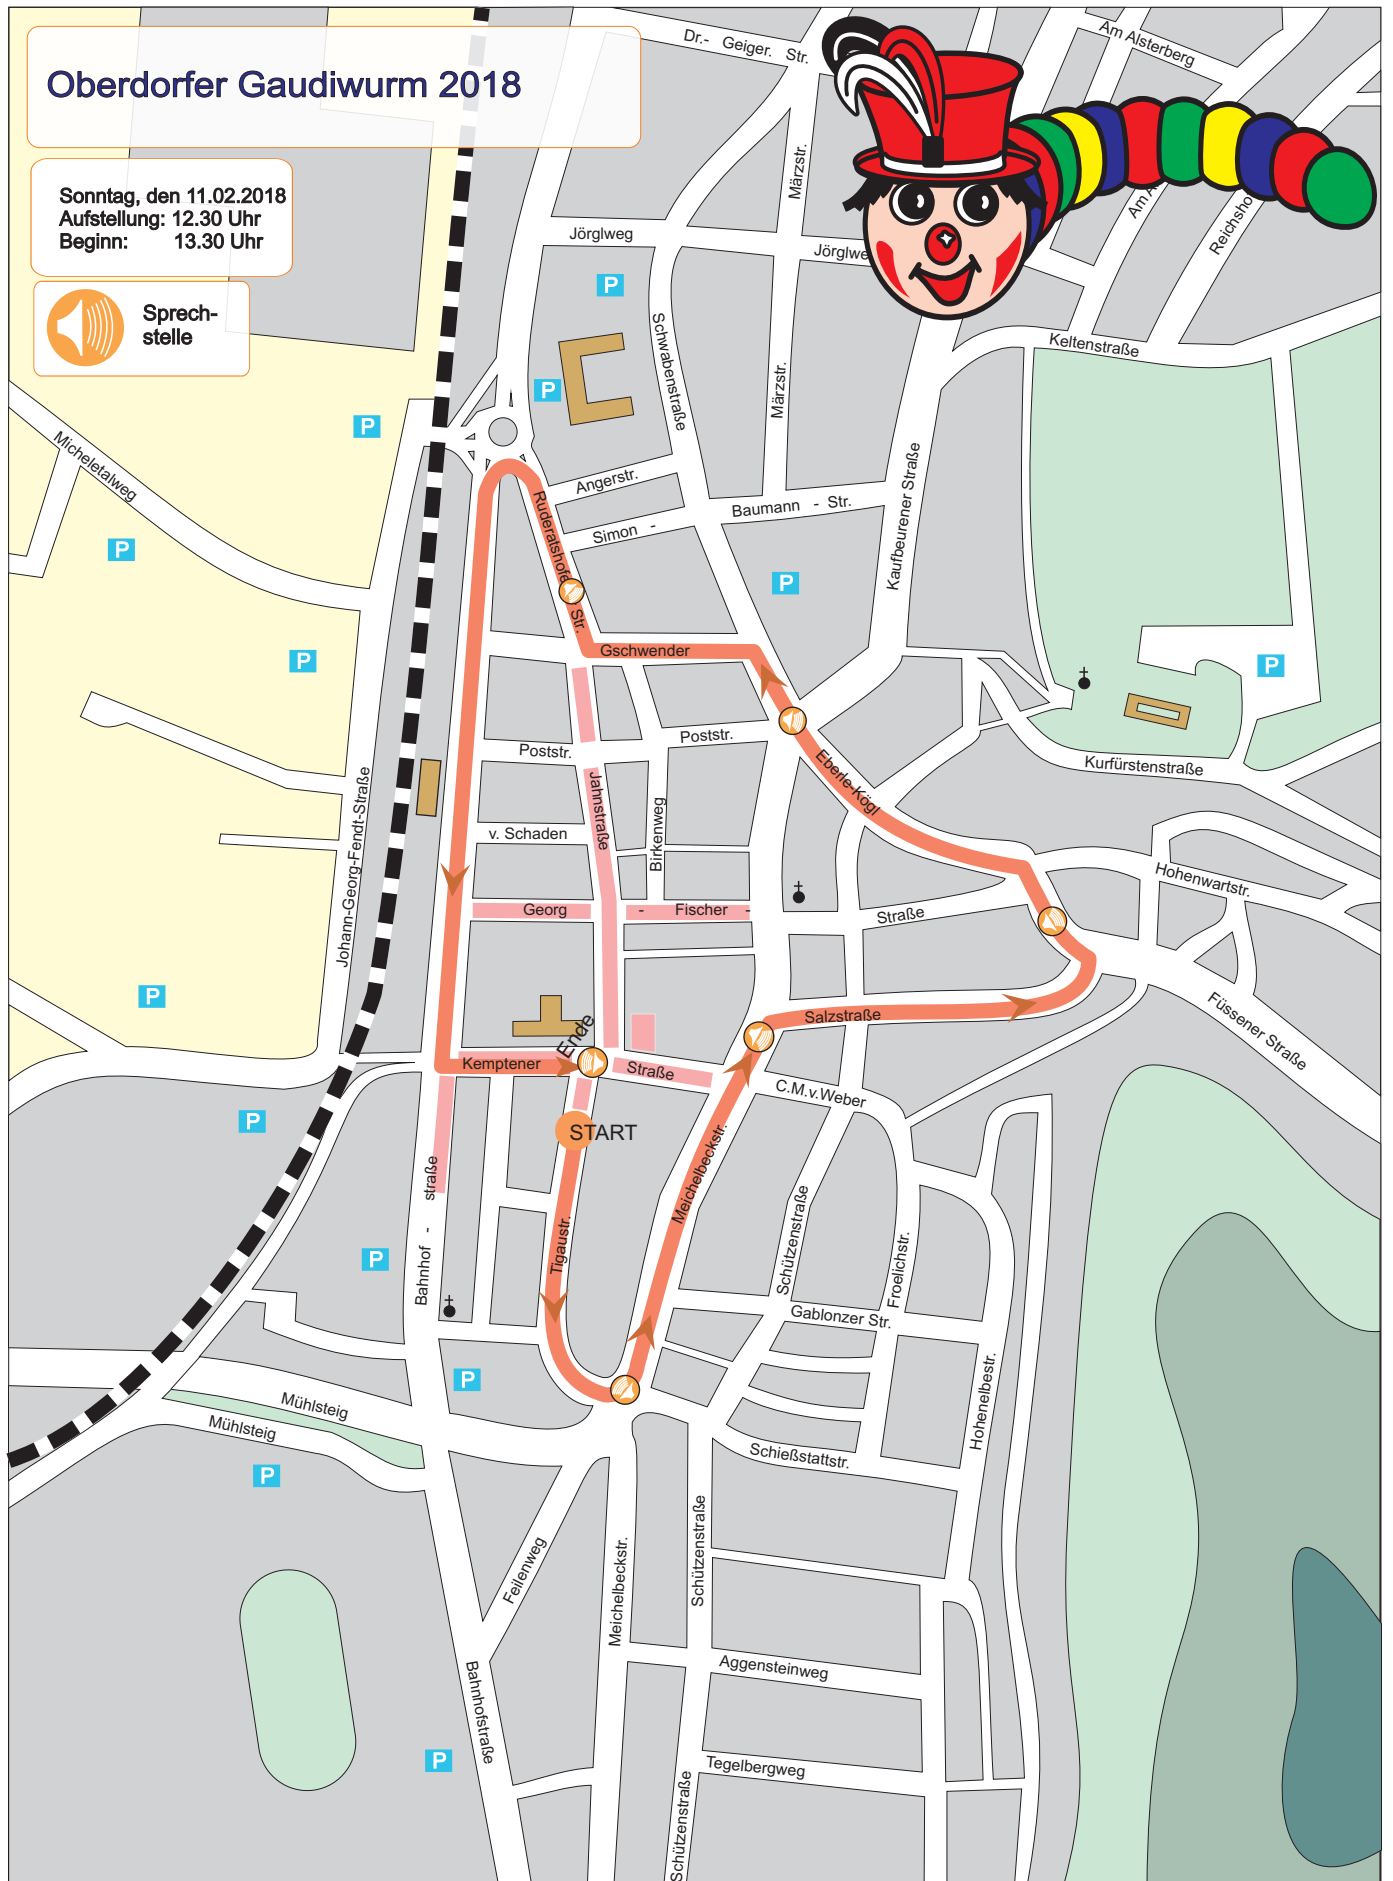 Oberdorfer Gaudiwurm 2018
Sonntag, den 11.02.2018
Aufstellung: 12.30 Uhr
Beginn: 13.30 Uhr
Sprech-
stelle
Dr.- Geiger. Str.
Am Alsterberg
Märzstr.
Am A
Reichsho
Jörglweg
Jörglwe
P
Schwabenstraße
Keltenstraße
P
Märzstr.
P
Micheletalweg
Angerstr.
Kaufbeurener Straße
Ruderatshofe
Str.
Simon -
Baumann - Str.
P
P
Gschwender
P
P
Poststr.
Poststr.
Eberle-Kögl
Kurfürstenstraße
Johann-Georg-Fendt-Straße
Jahnstraße
Birkenweg
v. Schaden
Hohenwartstr.
Georg
- Fischer -
Straße
P
Füssener Straße
Salzstraße
Ende
Kemptener
Straße
C.M.v.Weber
P
START
Meichelbeckstr.
straße
Bahnhof -
Tigaustr.
Schützenstraße
Froelichstr.
P
Gablonzer Str.
Hohenelbestr.
P
Mühlsteig
Mühlsteig
Schießstattstr.
P
Feilenweg
Meichelbeckstr.
Schützenstraße
Bahnhofstraße
Aggensteinweg
P
Tegelbergweg
Schützenstraße